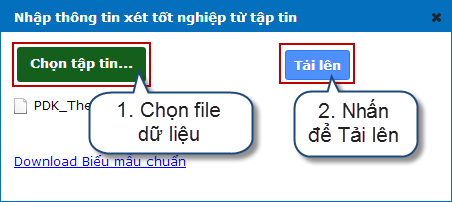 Nhập thông tin xét tốt nghiệp từ tập tin
Chọn tập tin...
Tải lên
PDK_The
1. Chọn file
dữ liệu
2. Nhấn
để Tải lên
Download Biểu mẫu chuẩn